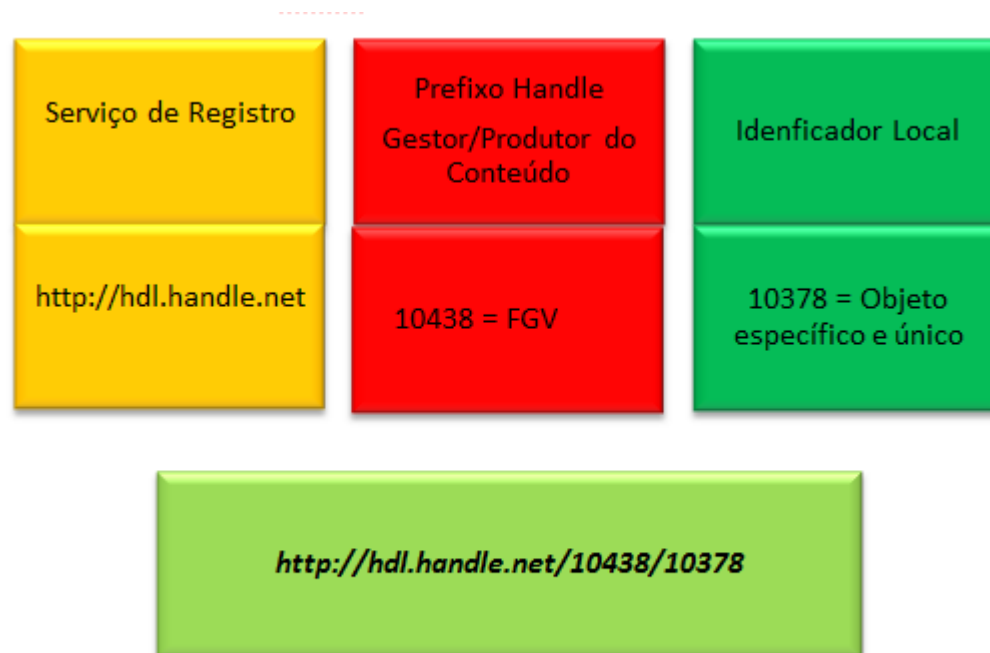 Serviço de Registro
Prefixo Handle
Gestor/Produtor do
Conteúdo
Idenficador Local
http://hdl.handle.net
10438 = FGV
10378 = Objeto
específico e único
http://hdl.handle.net/10438/10378